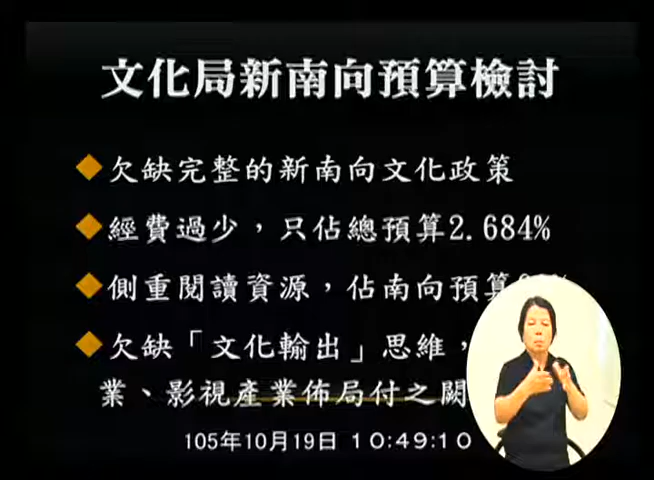 文化局新南向預算檢討
◆欠缺完整的新南向文化政策
◆經費過少，只佔總預算2.684%
◆側重閱讀資源，佔南向預算
◆欠缺「文化輸出」思維，
業、影視產業佈局付之闕
105年10月19日 10:49:10